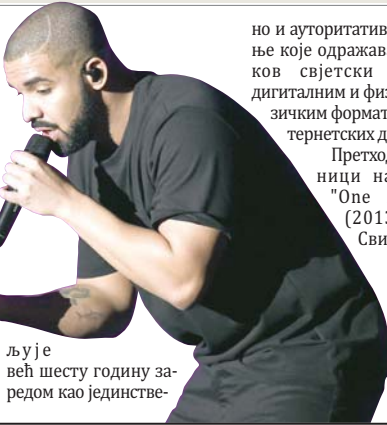 љује
већ шесту годину за-
редом као јединстве-
но и ауторитатив
ње које одражав
ков свјетски
дигиталним и физ
зичким формат
тернетских д
Претход
ници на
"One
(2013
Сви